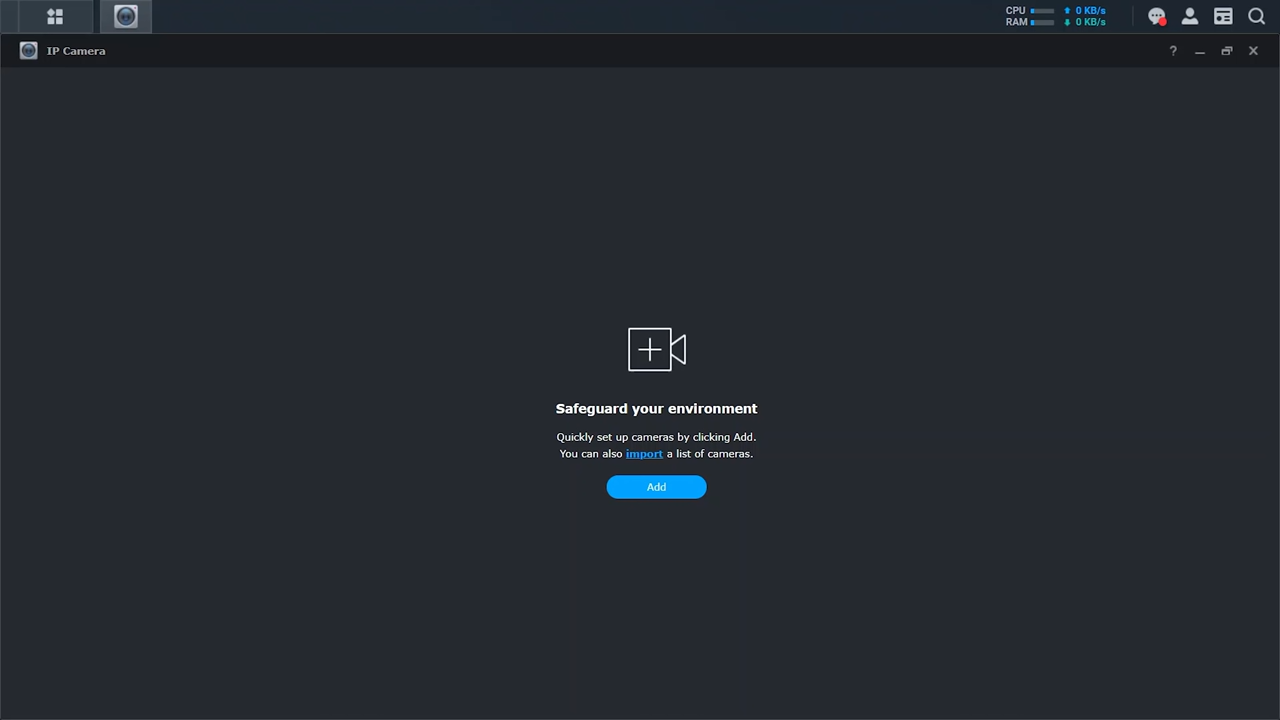 CPU ↑ 0 KB/s
RAM ↓ 0 KB/s
IP Camera
?
Safeguard your environment
Quickly set up cameras by clicking Add.
You can also import a list of cameras.
Add